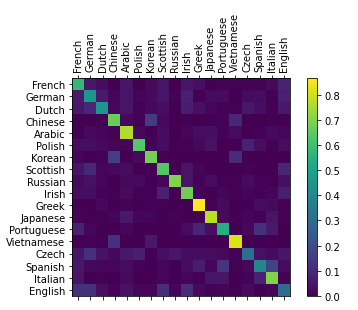 French
German
Dutch
Chinese
Arabic
Polish
Korean
Scottish
Russian
Irish
Greek
Japanese
Portuguese
Vietnamese
Czech
Spanish
Italian
English
French
German
Dutch
Chinese
Arabic
Polish
Korean
Scottish
Russian
Irish
Greek
Japanese
Portuguese
Vietnamese
Czech
Spanish
Italian
English
0.8
0.7
0.6
0.5
0.4
0.3
0.2
0.1
0.0